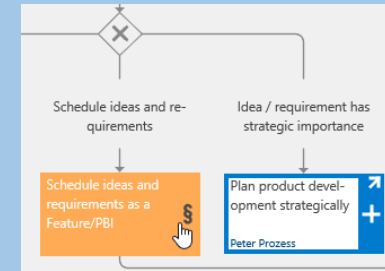 Schedule ideas and re-
quirements
Idea / requirement has
strategic importance
Schedule ideas and
requirements as a
Feature/PBI
§
Plan product devel-
opment strategically
Peter Prozess